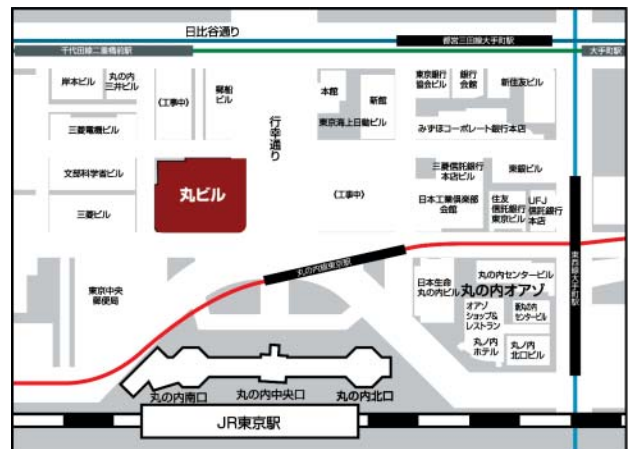 日比谷通り
都営三田線大手町駅
千代田線二重橋前駅
大手町駅
岸本ビル
丸の内
三井ビル
(工事中)
郵船
ビル
行幸通り
本館
新館
東京海上日動ビル
東京銀行
協会ビル
銀行
会館
新住友ビル
みずほコーポレート銀行本店
三菱電機ビル
文部科学省ビル
三菱ビル
丸ビル
(工事中)
三菱信託銀行
本店ビル
東銀ビル
日本工業倶楽部
会館
住友
信託銀行
東京ビル
UFJ
信託銀行
本店
東西線大手町駅
丸の内線東京駅
東京中央
郵便局
日本生命
丸の内ビル
丸の内センタービル
丸の内オアゾ
オアゾ
ショップ&
レストラン
新丸の内
センタービル
丸ノ内
ホテル
丸ノ内
北口ビル
丸の内南口
丸の内中央口
丸の内北口
JR東京駅